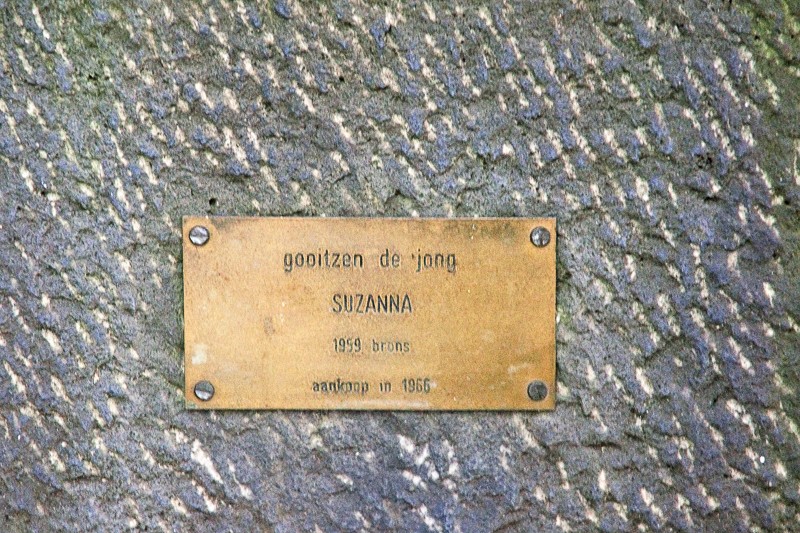 gooitzen de jong
SUZANNA
1959 brons
aankoop in 1966